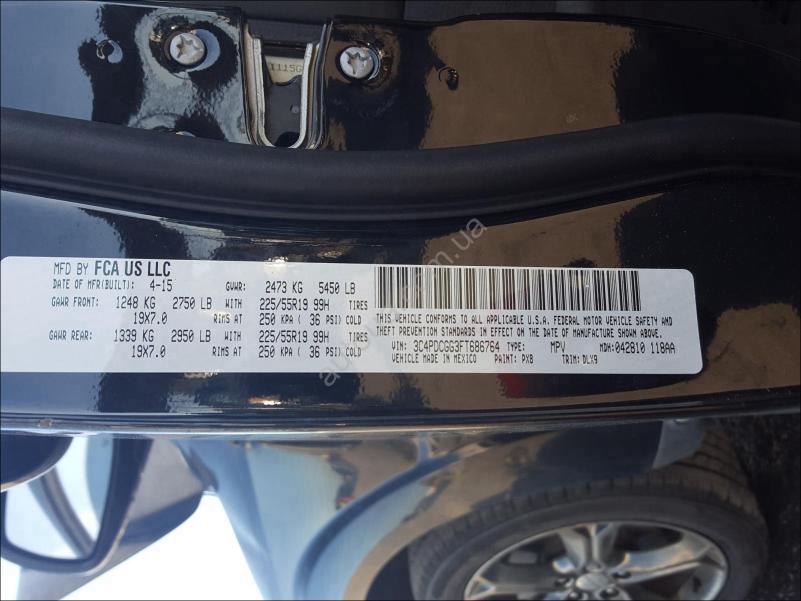 1115G
MFD BY FCA US LLC
DATE OF MFR(BUILT): 4-15 GVWR: 2473 KG 5450 LB
GAWR FRONT: 1248 KG 2750 LB WITH 225/55R19 99H TIRES
19X7.0 RIMS AT 250 KPA ( 36 PSI) COLD
GAWR REAR: 1339 KG 2950 LB WITH 225/55R19 99H TIRES
19X7.0 RIMS AT 250 KPA ( 36 PSI) COLD
THIS VEHICLE CONFORMS TO ALL APPLICABLE U.S.A. FEDERAL MOTOR VEHICLE SAFETY AND
THEFT PREVENTION STANDARDS IN EFFECT ON THE DATE OF MANUFACTURE SHOWN ABOVE.
VIN: 3C4PDCGG3FT686764 TYPE: MPV MDH: 042810 118AA
VEHICLE MADE IN MEXICO PAINT: PXB TRIM: DLX9